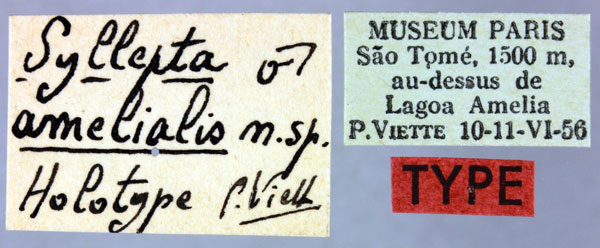 Syllepta ♂
amelialis n.sp.
Holotype P. Viette
MUSEUM PARIS
São Tomé, 1500 m,
au-dessus de
Lagoa Amelia
P. VIETTE 10-11-VI-56
TYPE